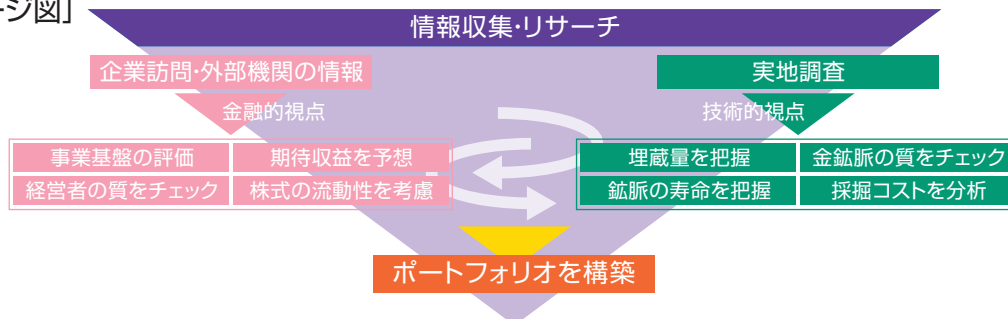 ージ図」
情報収集・リサーチ
企業訪問・外部機関の情報
金融的視点
事業基盤の評価
期待収益を予想
経営者の質をチェック
株式の流動性を考慮
実地調査
技術的視点
埋蔵量を把握
金鉱脈の質をチェック
鉱脈の寿命を把握
採掘コストを分析
ポートフォリオを構築